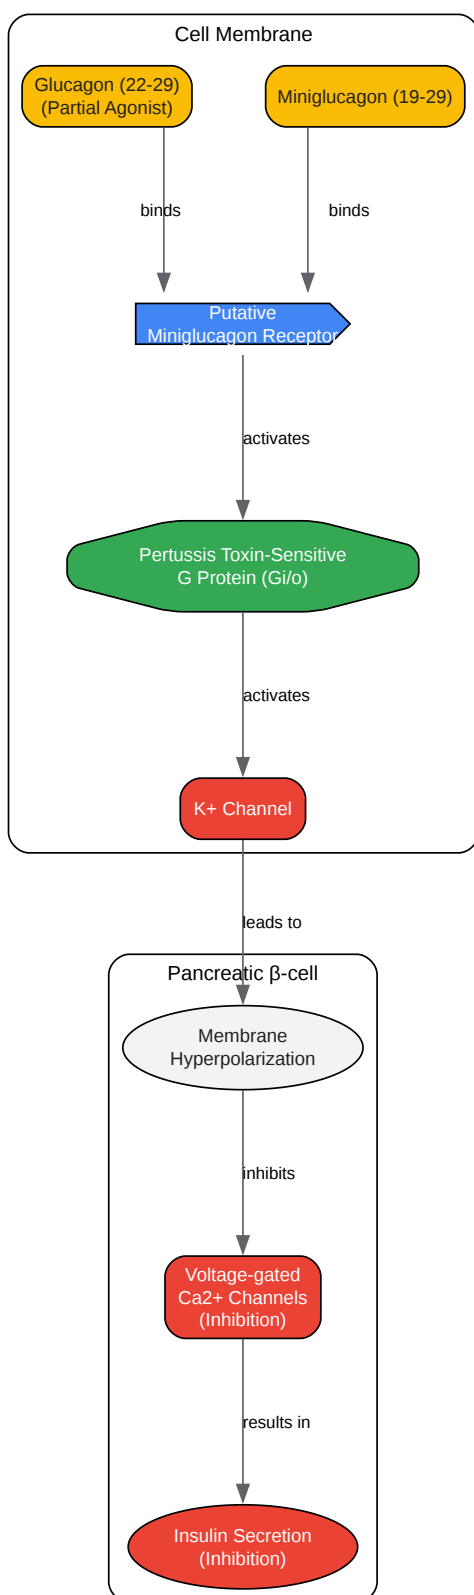 Cell Membrane
Glucagon (22-29)
(Partial Agonist)
Miniglucagon (19-29)
binds
binds
Putative
Miniglucagon Receptor
activates
Pertussis Toxin-Sensitive
G Protein (Gi/o)
activates
K+ Channel
leads to
Pancreatic β-cell
Membrane
Hyperpolarization
inhibits
Voltage-gated
Ca2+ Channels
(Inhibition)
results in
Insulin Secretion
(Inhibition)